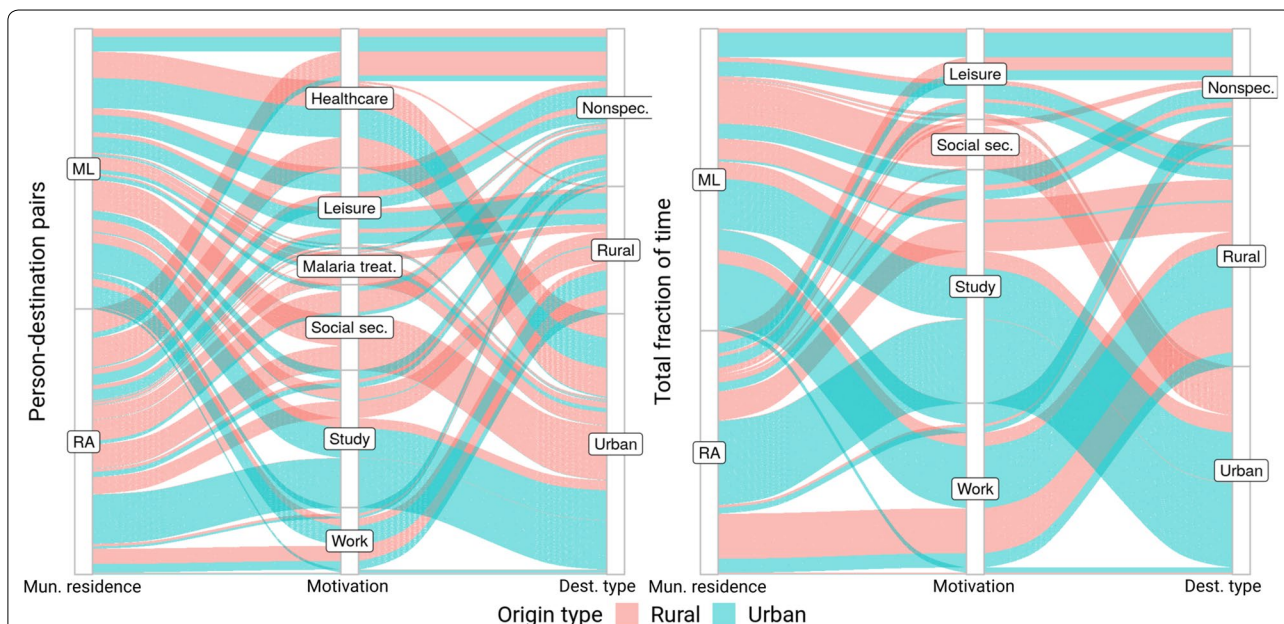 Person-destination pairs
ML
RA
Healthcare
Leisure
Malaria treat.
Social sec.
Study
Work
Nonspec.
Rural
Urban
Mun. residence
Motivation
Dest. type
Total fraction of time
ML
RA
Leisure
Social sec.
Study
Work
Nonspec.
Rural
Urban
Mun. residence
Motivation
Dest. type
Origin type Rural Urban